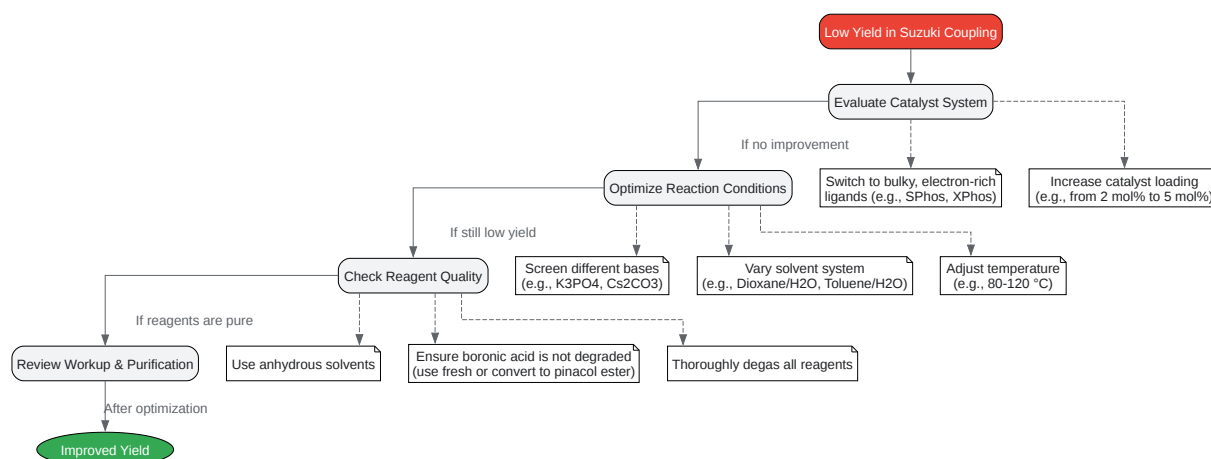 Low Yield in Suzuki Coupling
Evaluate Catalyst System
If no improvement
Switch to bulky, electron-rich
ligands (e.g., SPhos, XPhos)
Increase catalyst loading
(e.g., from 2 mol% to 5 mol%)
Optimize Reaction Conditions
If still low yield
Screen different bases
(e.g., K3PO4, Cs2CO3)
Vary solvent system
(e.g., Dioxane/H2O, Toluene/H2O)
Adjust temperature
(e.g., 80-120 °C)
Check Reagent Quality
If reagents are pure
Use anhydrous solvents
Ensure boronic acid is not degraded
(use fresh or convert to pinacol ester)
Thoroughly degas all reagents
Review Workup & Purification
After optimization
Improved Yield